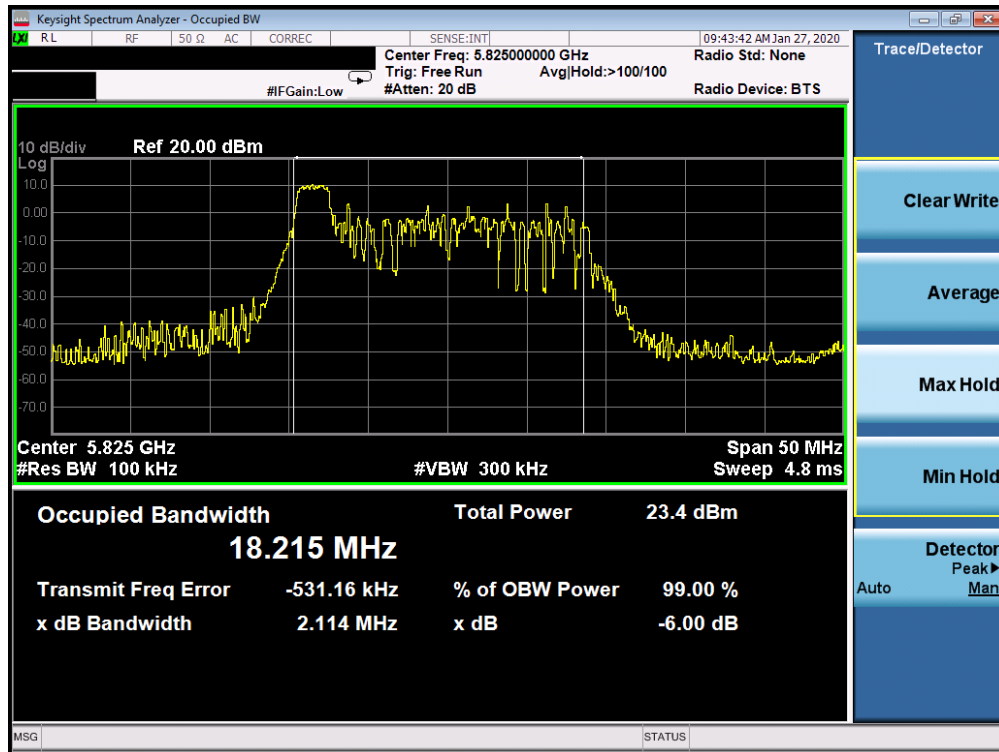 Keysight Spectrum Analyzer - Occupied BW
LXI RL RF 50 Ω AC CORREC SENSE:INT 09:43:42 AM Jan 27, 2020
Center Freq: 5.825000000 GHz Radio Std: None
Trig: Free Run Avg|Hold:>100/100
#IFGain:Low #Atten: 20 dB Radio Device: BTS
Trace/Detector
10 dB/div Ref 20.00 dBm
Log
10.0
0.00
-10.0
-20.0
-30.0
-40.0
-50.0
-60.0
-70.0
Center 5.825 GHz Span 50 MHz
#Res BW 100 kHz #VBW 300 kHz Sweep 4.8 ms
Occupied Bandwidth Total Power 23.4 dBm
18.215 MHz
Transmit Freq Error -531.16 kHz % of OBW Power 99.00 %
x dB Bandwidth 2.114 MHz x dB -6.00 dB
Clear Write
Average
Max Hold
Min Hold
Detector
Peak▶
Auto Man
MSG STATUS